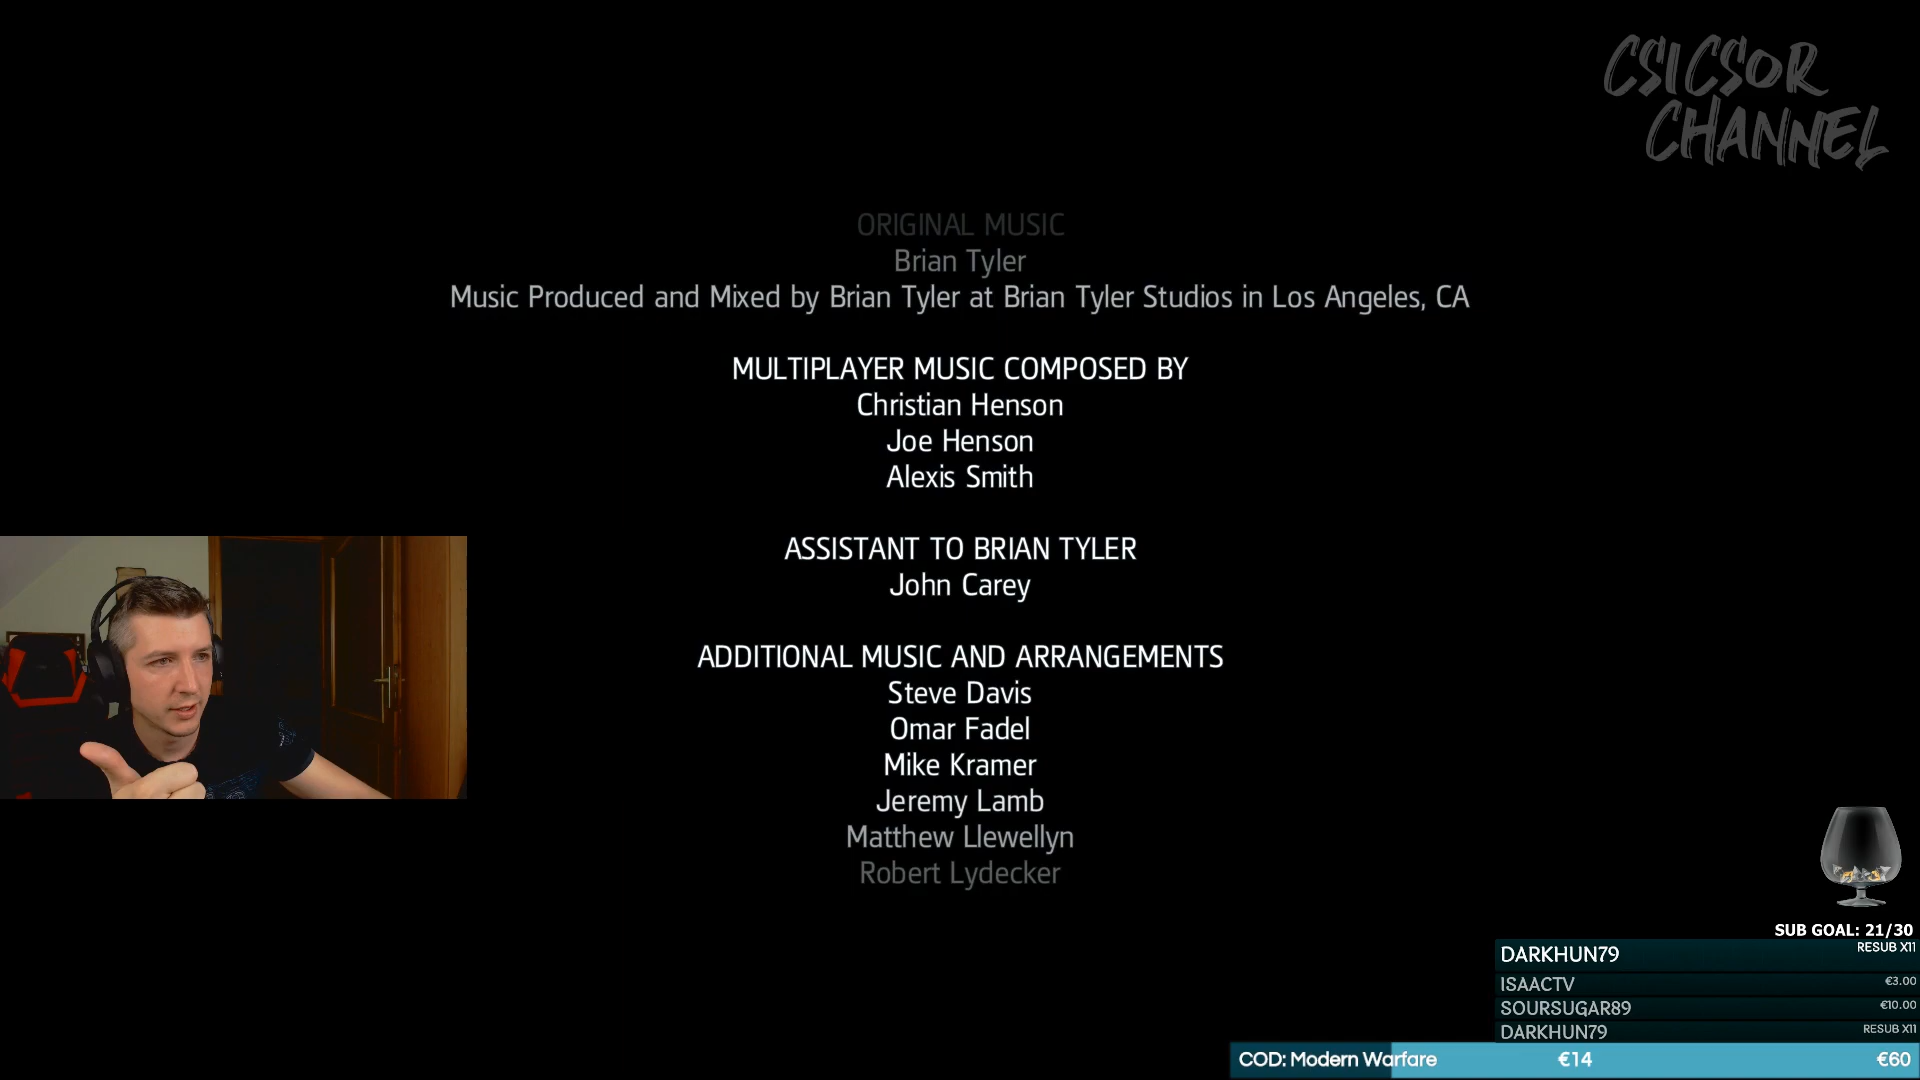 CSICSOR
CHANNEL
ORIGINAL MUSIC
Brian Tyler
Music Produced and Mixed by Brian Tyler at Brian Tyler Studios in Los Angeles, CA
MULTIPLAYER MUSIC COMPOSED BY
Christian Henson
Joe Henson
Alexis Smith
ASSISTANT TO BRIAN TYLER
John Carey
ADDITIONAL MUSIC AND ARRANGEMENTS
Steve Davis
Omar Fadel
Mike Kramer
Jeremy Lamb
Matthew Llewellyn
Robert Lydecker
SUB GOAL: 21/30
DARKHUN79 RESUB X11
ISAACTV €3.00
SOURSUGAR89 €10.00
DARKHUN79 RESUB X11
COD: Modern Warfare €14 €60